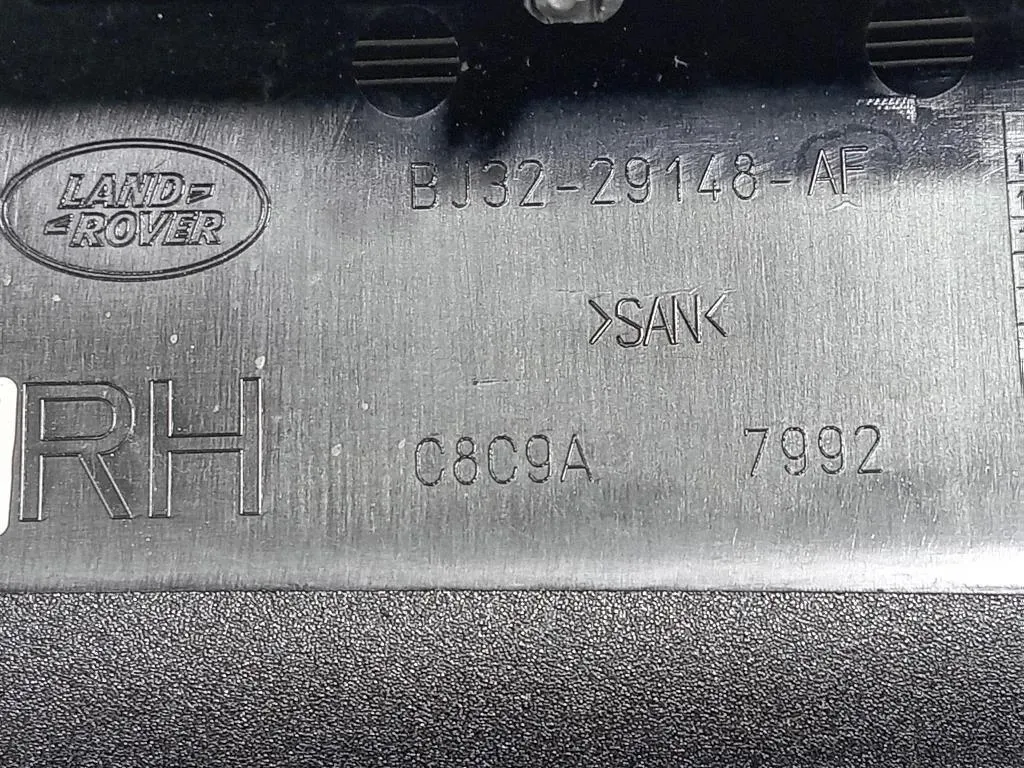 LAND
ROVER
BJ32-29148-AF
>SAN<
RH
C8C9A 7992